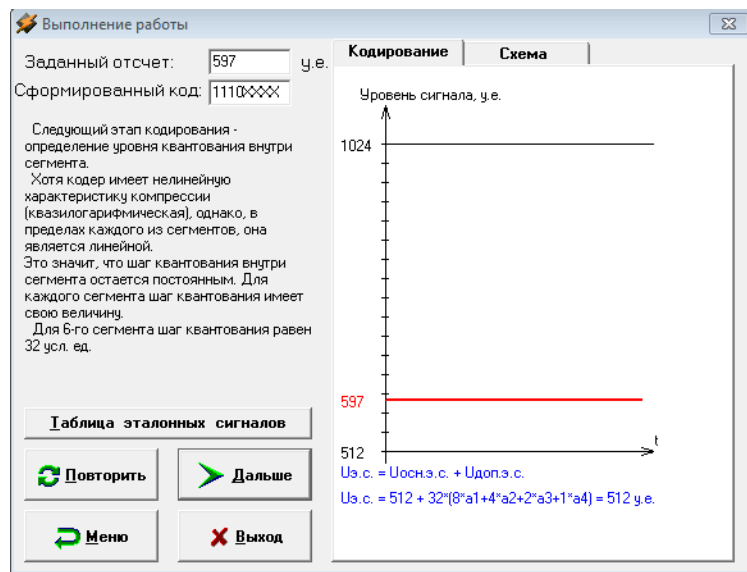 Выполнение работы
Заданный отсчет: 597 у.е.
Сформированный код: 1110XXXX
Следующий этап кодирования -
определение уровня квантования внутри
сегмента.
Хотя кодер имеет нелинейную
характеристику компрессии
(квазилогарифмическая), однако, в
пределах каждого из сегментов, она
является линейной.
Это значит, что шаг квантования внутри
сегмента остается постоянным. Для
каждого сегмента шаг квантования имеет
свою величину.
Для 6-го сегмента шаг квантования равен
32 усл. ед.
Таблица эталонных сигналов
Повторить
Дальше
Меню
Выход
Кодирование
Схема
Уровень сигнала, у.е.
1024
597
512
t
Uэ.с. = Uосн.э.с. + Uдоп.э.с.
Uэ.с. = 512 + 32*(8*a1+4*a2+2*a3+1*a4) = 512 у.е.